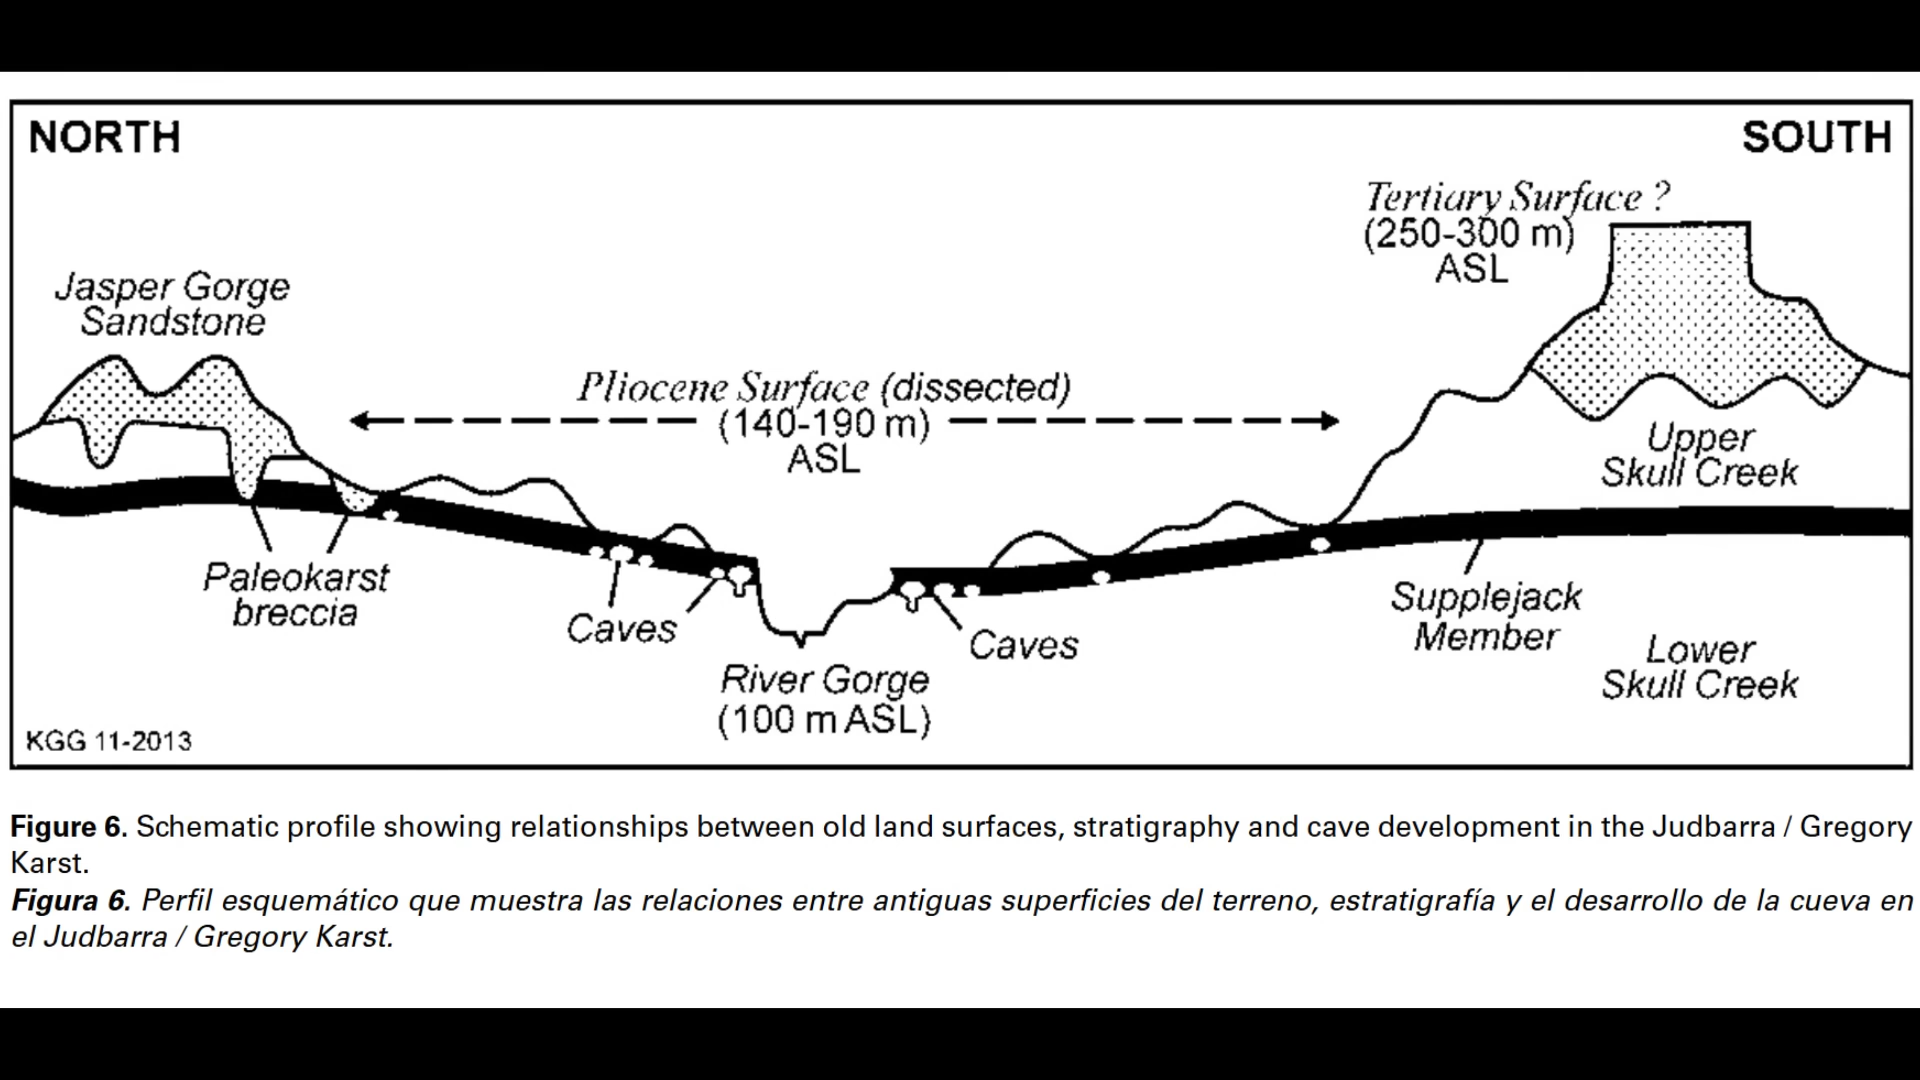 NORTH
SOUTH
Tertiary Surface ?
(250-300 m)
ASL
Jasper Gorge
Sandstone
Pliocene Surface (dissected)
(140-190 m)
ASL
Upper
Skull Creek
Paleokarst
breccia
Caves
Caves
Supplejack
Member
Lower
Skull Creek
River Gorge
(100 m ASL)
KGG 11-2013
Figure 6. Schematic profile showing relationships between old land surfaces, stratigraphy and cave development in the Judbarra / Gregory
Karst.
Figura 6. Perfil esquemático que muestra las relaciones entre antiguas superficies del terreno, estratigrafía y el desarrollo de la cueva en
el Judbarra / Gregory Karst.